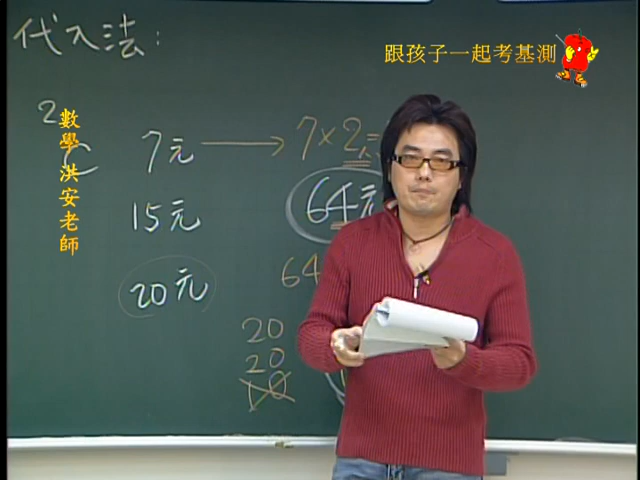 代入法:
跟孩子一起考基測
數學 洪安老師
2
7元 → 7×2
15元
64元
20元
64
20
20
10